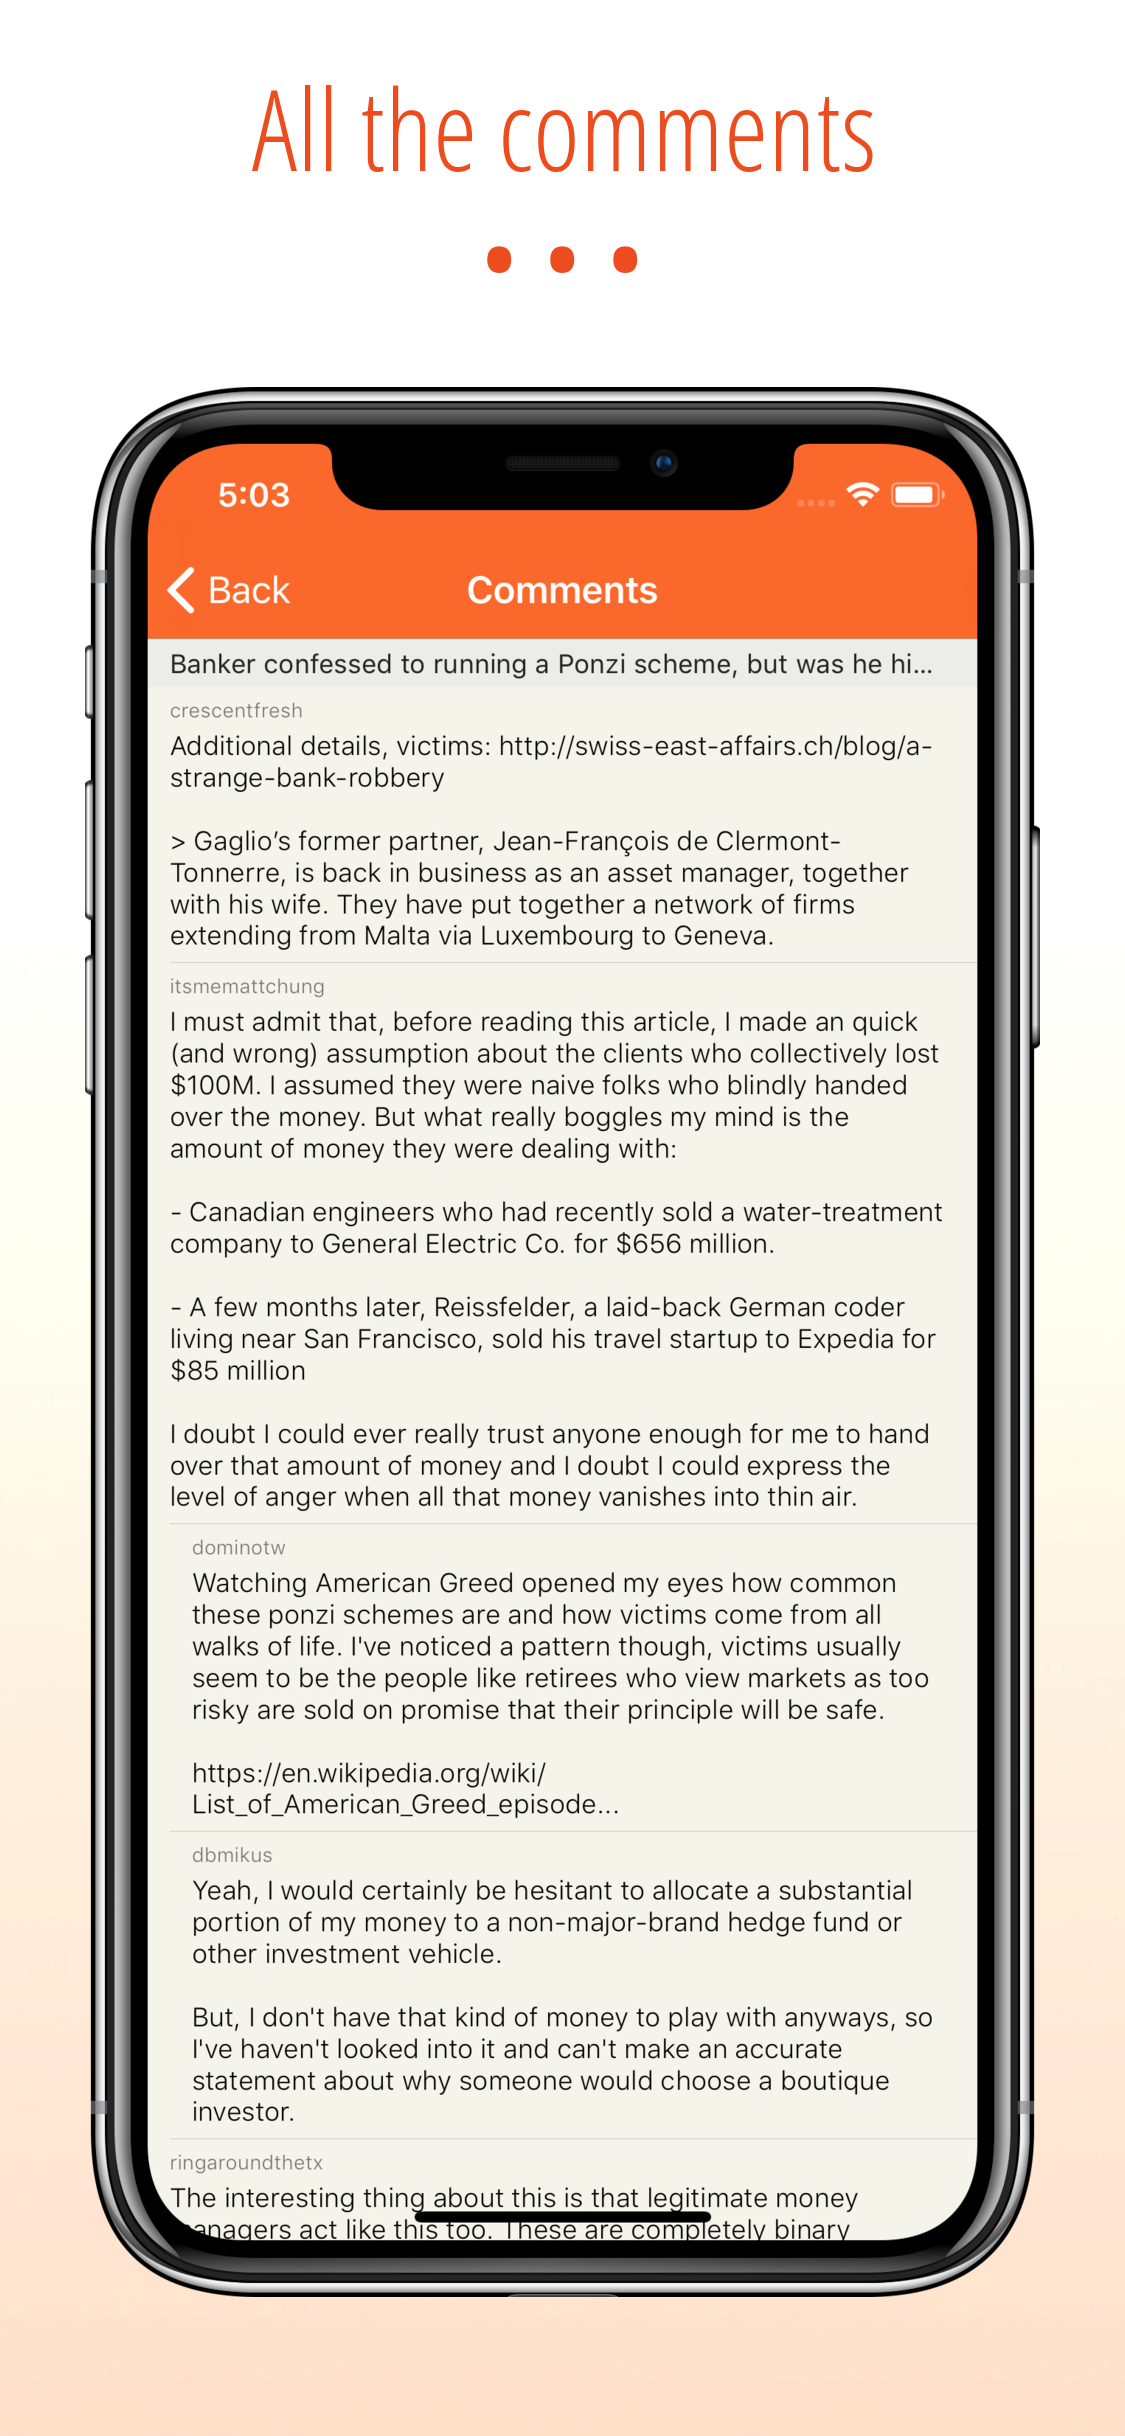 All the comments
...
5:03
Back
Comments
Banker confessed to running a Ponzi scheme, but was he hi...
crescentfresh
Additional details, victims: http://swiss-east-affairs.ch/blog/a-
strange-bank-robbery
> Gaglio’s former partner, Jean-François de Clermont-
Tonnerre, is back in business as an asset manager, together
with his wife. They have put together a network of firms
extending from Malta via Luxembourg to Geneva.
itsmemattchung
I must admit that, before reading this article, I made an quick
(and wrong) assumption about the clients who collectively lost
$100M. I assumed they were naive folks who blindly handed
over the money. But what really boggles my mind is the
amount of money they were dealing with:
- Canadian engineers who had recently sold a water-treatment
company to General Electric Co. for $656 million.
- A few months later, Reissfelder, a laid-back German coder
living near San Francisco, sold his travel startup to Expedia for
$85 million
I doubt I could ever really trust anyone enough for me to hand
over that amount of money and I doubt I could express the
level of anger when all that money vanishes into thin air.
dominotw
Watching American Greed opened my eyes how common
these ponzi schemes are and how victims come from all
walks of life. I've noticed a pattern though, victims usually
seem to be the people like retirees who view markets as too
risky are sold on promise that their principle will be safe.
https://en.wikipedia.org/wiki/
List_of_American_Greed_episode...
dbmikus
Yeah, I would certainly be hesitant to allocate a substantial
portion of my money to a non-major-brand hedge fund or
other investment vehicle.
But, I don't have that kind of money to play with anyways, so
I've haven't looked into it and can't make an accurate
statement about why someone would choose a boutique
investor.
ringaroundthetx
The interesting thing about this is that legitimate money
managers act like this too. These are completely binary